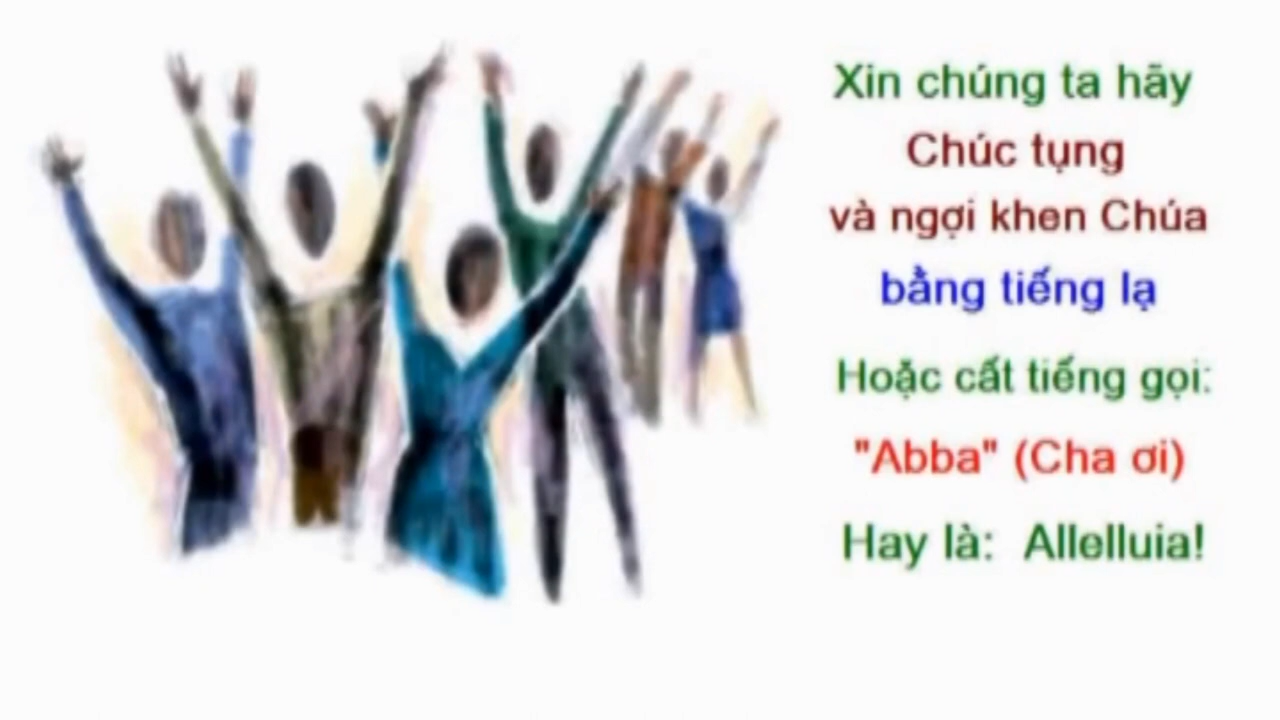 Xin chúng ta hãy
Chúc tụng
và ngợi khen Chúa
bằng tiếng lạ
Hoặc cất tiếng gọi:
"Abba" (Cha ơi)
Hay là: Allelluia!